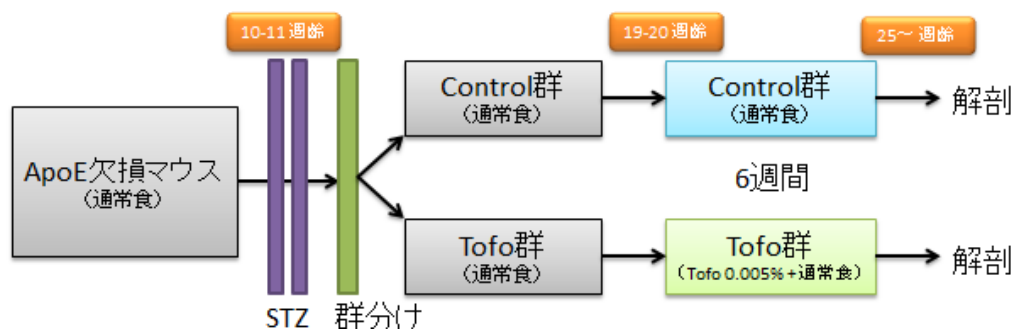 10-11週齢
19-20週齢
25～週齢
ApoE欠損マウス
（通常食）
Control群
（通常食）
Control群
（通常食）
解剖
6週間
Tofo群
（通常食）
Tofo群
（Tofo 0.005%+通常食）
解剖
STZ
群分け